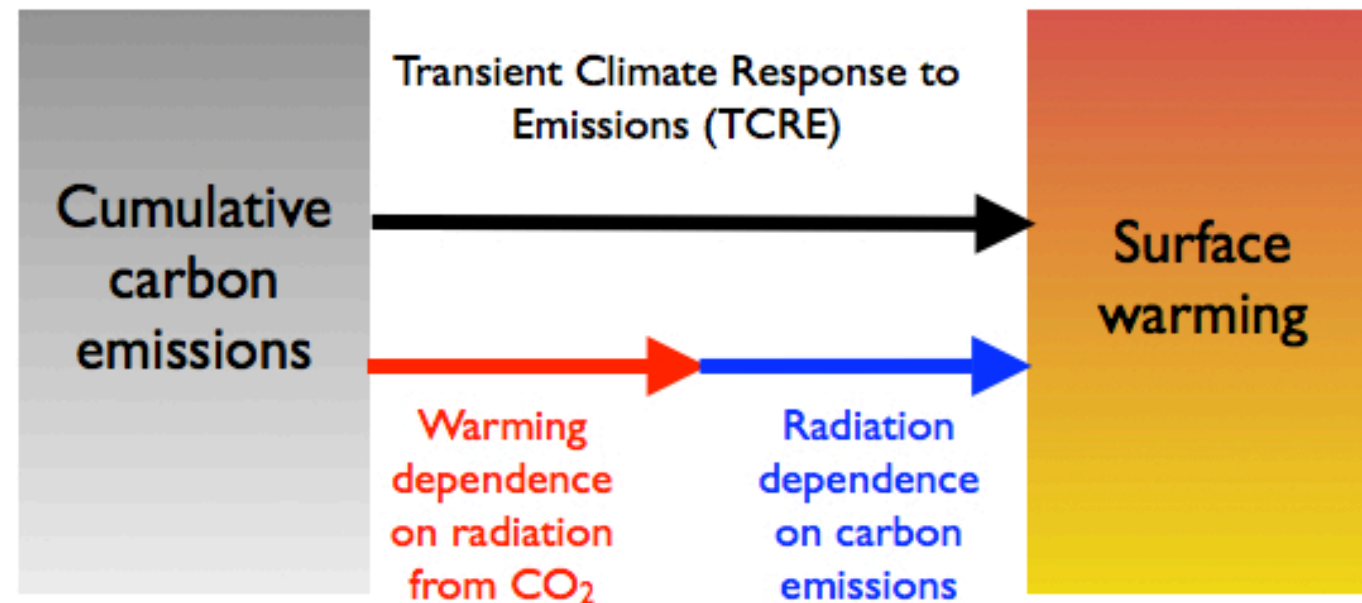 Transient Climate Response to
Emissions (TCRE)
Cumulative
carbon
emissions
Surface
warming
Warming
dependence
on radiation
from CO₂
Radiation
dependence
on carbon
emissions